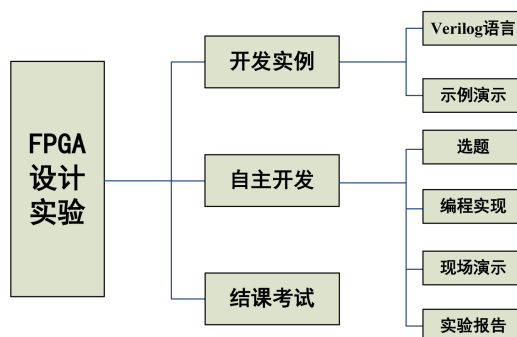 FPGA
设计
实验
开发实例
Verilog语言
示例演示
自主开发
选题
编程实现
现场演示
实验报告
结课考试